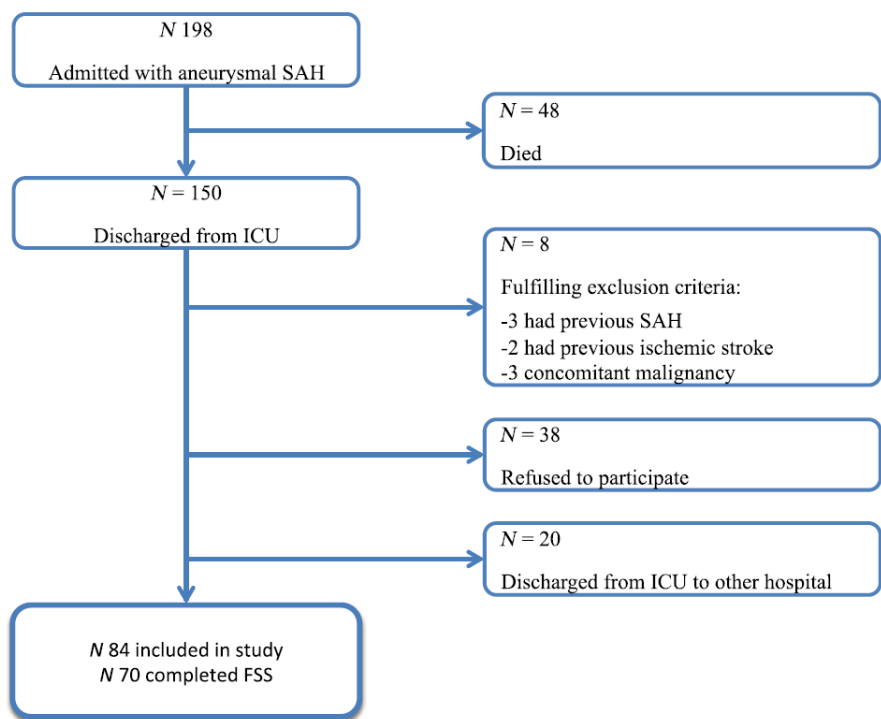 N 198
Admitted with aneurysmal SAH
N = 48
Died
N = 150
Discharged from ICU
N = 8
Fulfilling exclusion criteria:
-3 had previous SAH
-2 had previous ischemic stroke
-3 concomitant malignancy
N = 38
Refused to participate
N = 20
Discharged from ICU to other hospital
N 84 included in study
N 70 completed FSS